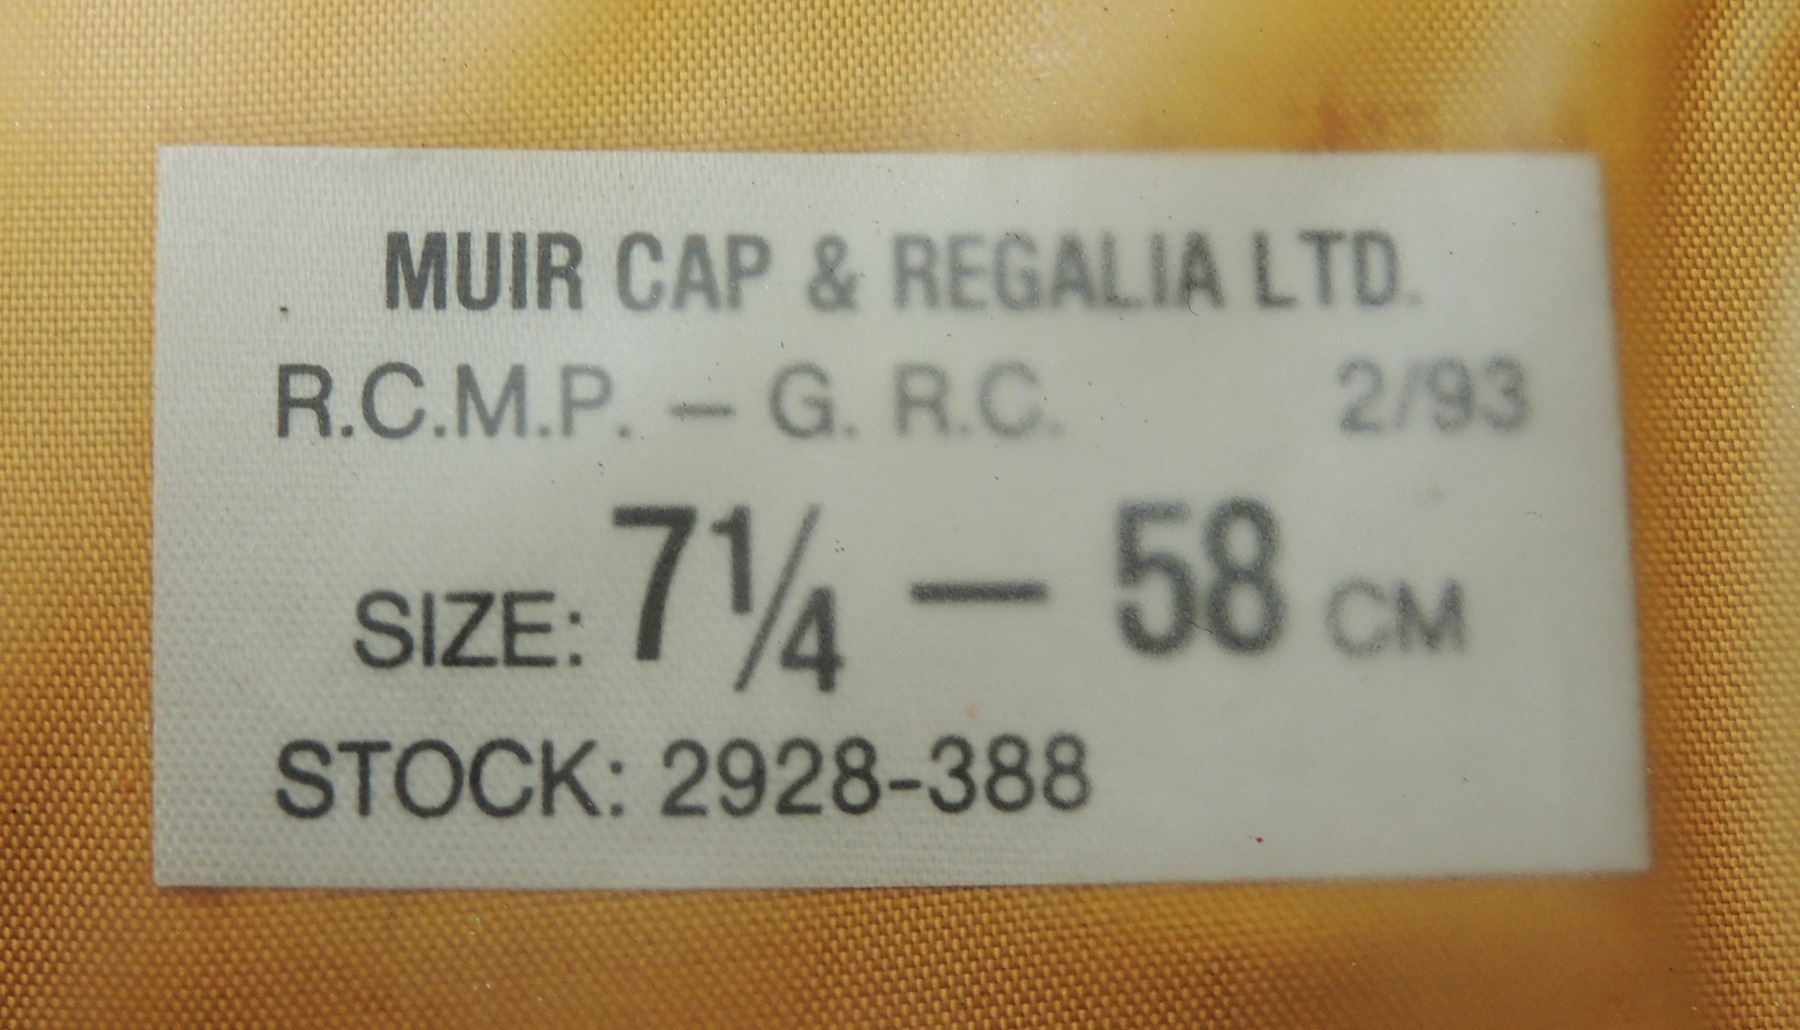 MUIR CAP & REGALIA LTD.
R.C.M.P. – G. R.C. 2/93
SIZE: 7¼ – 58 CM
STOCK: 2928-388